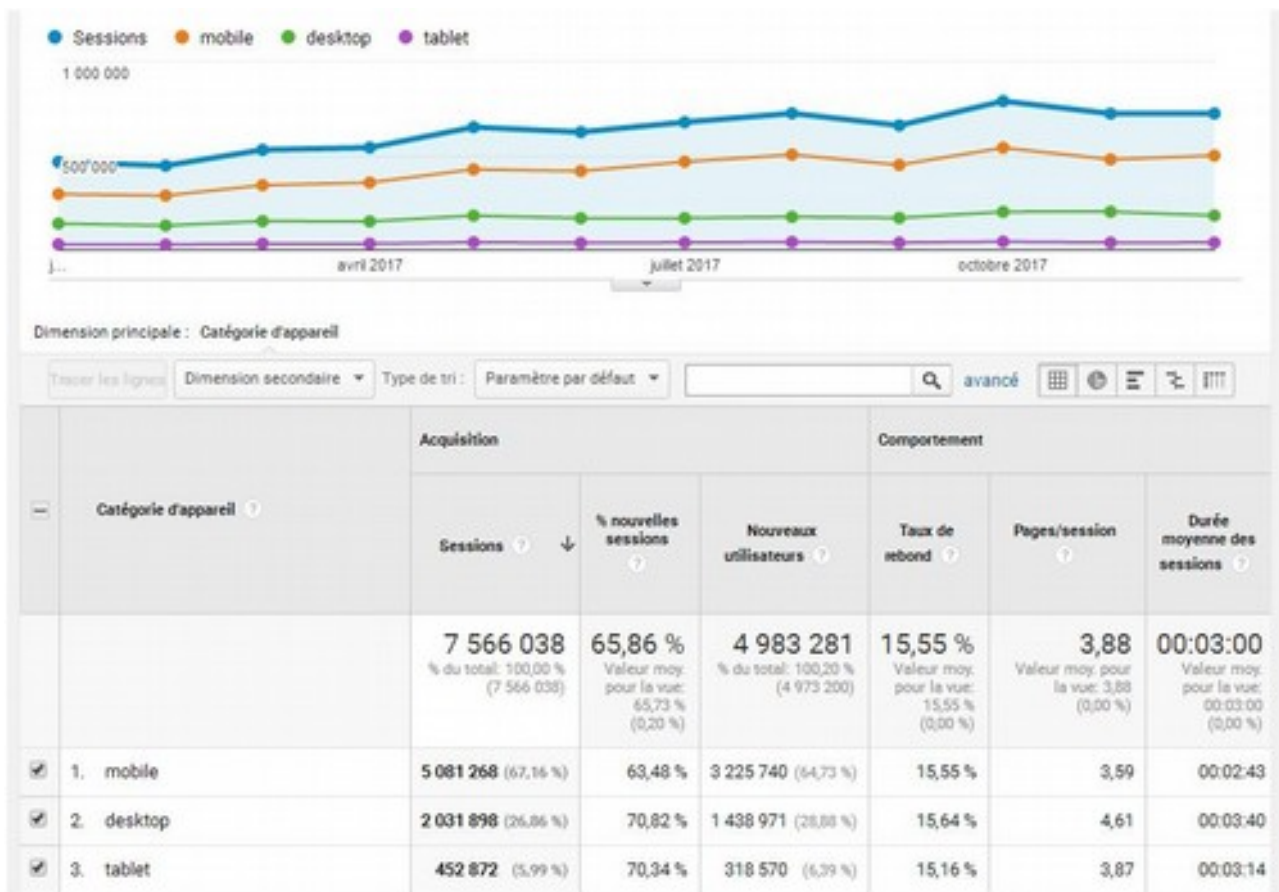 Sessions mobile desktop tablet
1 000 000
500 000
j...
avril 2017
juillet 2017
octobre 2017
Dimension principale : Catégorie d'appareil
Tracer les lignes Dimension secondaire Type de tri : Paramètre par défaut avancé
Acquisition
Comportement
Catégorie d'appareil ?
Sessions ?
% nouvelles
sessions
?
Nouveaux
utilisateurs ?
Taux de
rebond ?
Pages/session
?
Durée
moyenne des
sessions ?
7 566 038
% du total: 100,00 %
(7 566 038)
65,86 %
Valeur moy.
pour la vue:
65,73 %
(0,20 %)
4 983 281
% du total: 100,20 %
(4 973 200)
15,55 %
Valeur moy.
pour la vue:
15,55 %
(0,00 %)
3,88
Valeur moy. pour
la vue: 3,88
(0,00 %)
00:03:00
Valeur moy.
pour la vue:
00:03:00
(0,00 %)
1. mobile 5 081 268 (67,16 %) 63,48 % 3 225 740 (64,73 %) 15,55 % 3,59 00:02:43
2. desktop 2 031 898 (26,86 %) 70,82 % 1 438 971 (28,88 %) 15,64 % 4,61 00:03:40
3. tablet 452 872 (5,99 %) 70,34 % 318 570 (6,39 %) 15,16 % 3,87 00:03:14